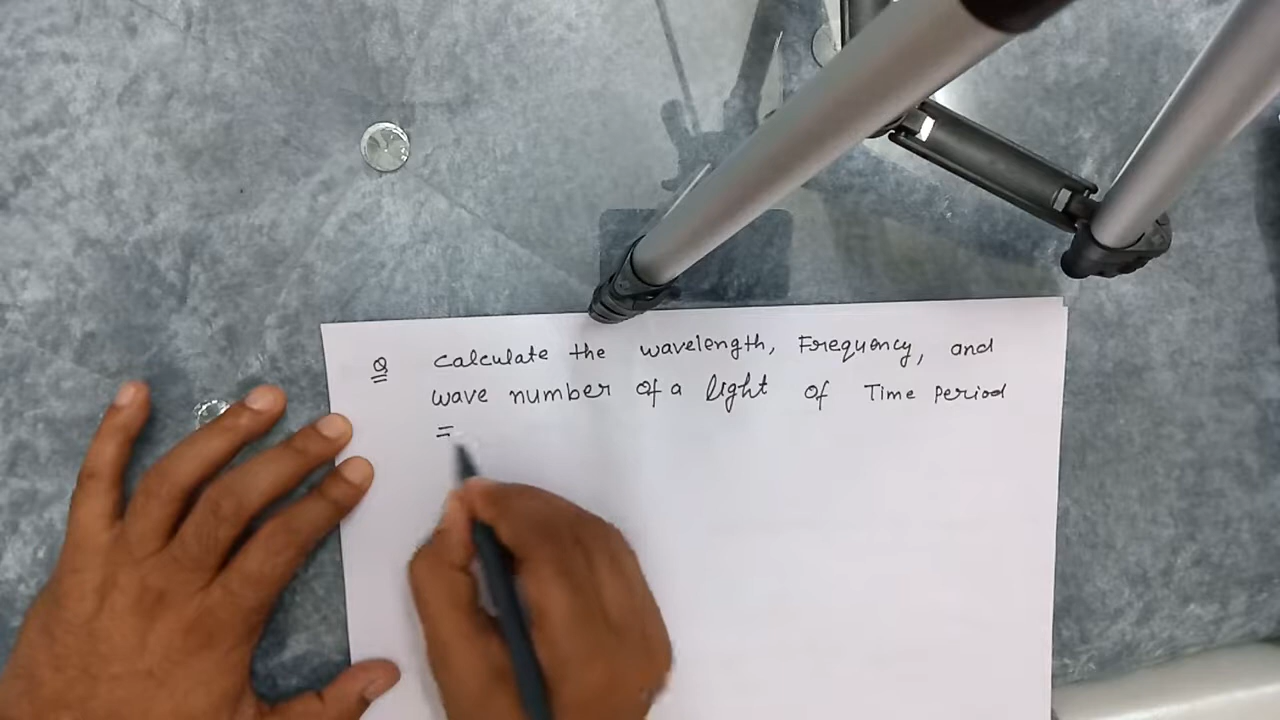 Q Calculate the wavelength, Frequency, and
wave number of a light of Time Period
=